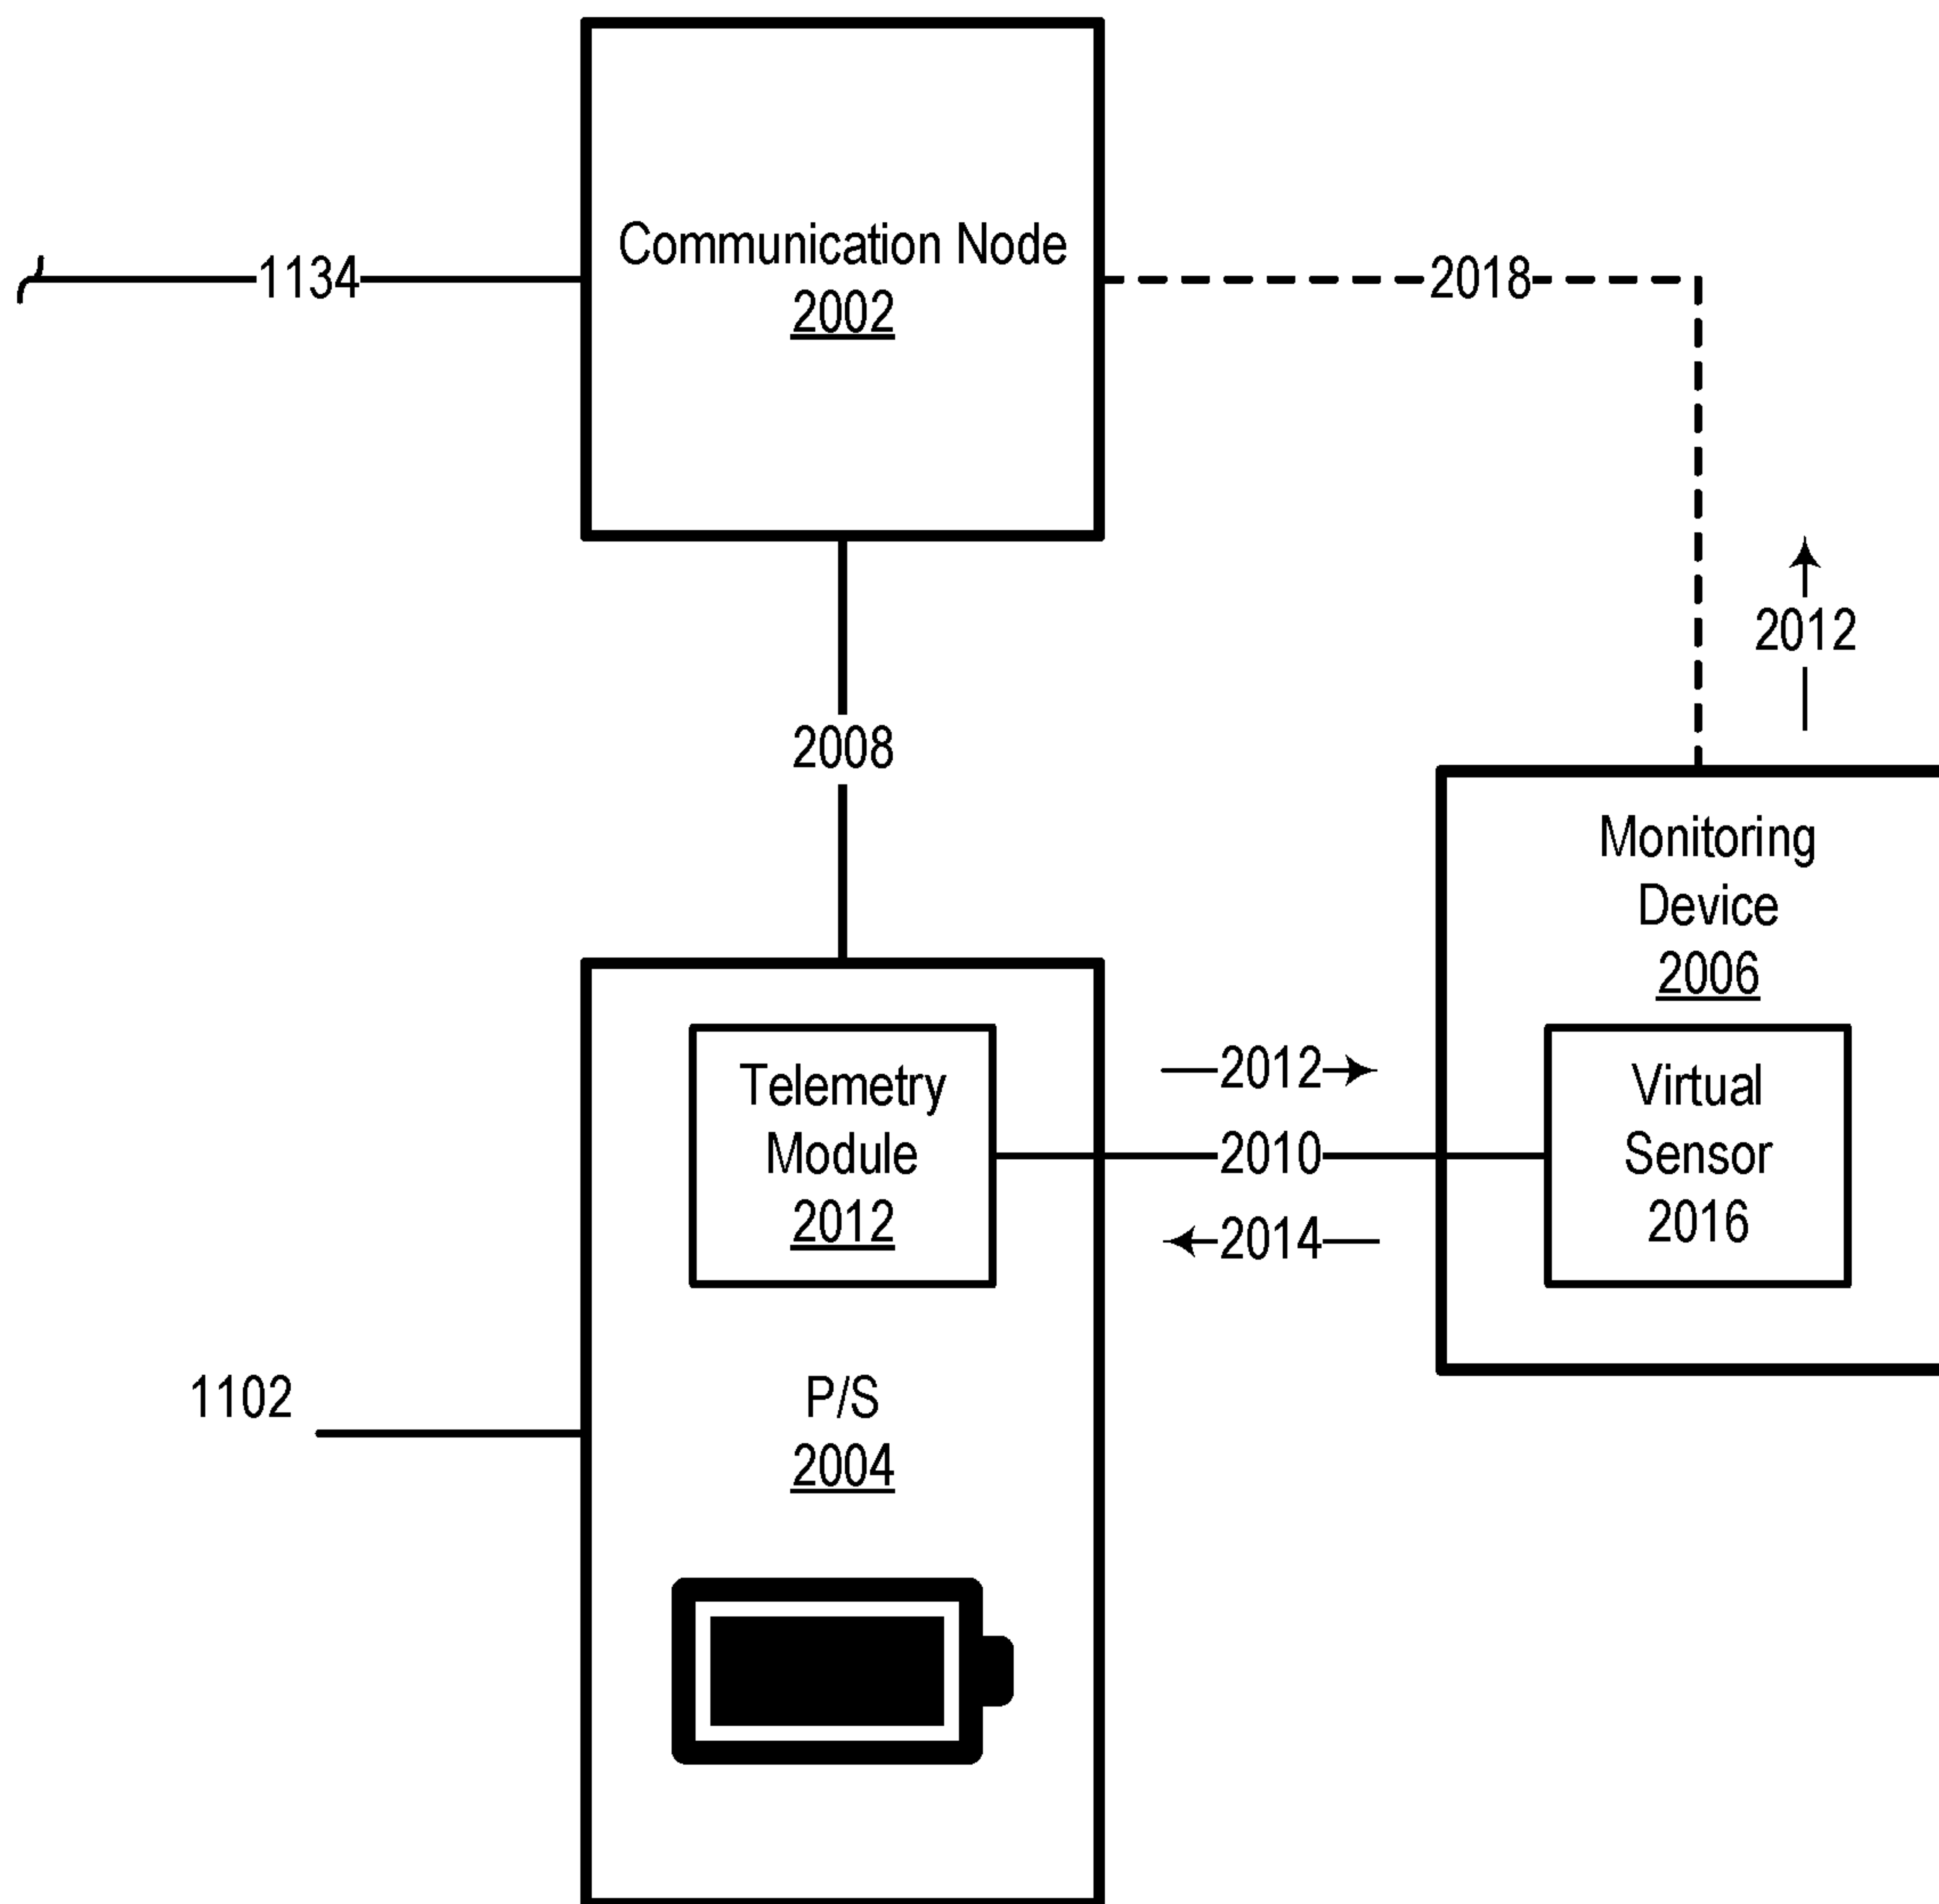 Communication Node
2002
1134
2018
2012
2008
Monitoring
Device
2006
Telemetry
Module
2012
2012
2010
2014
Virtual
Sensor
2016
1102
P/S
2004